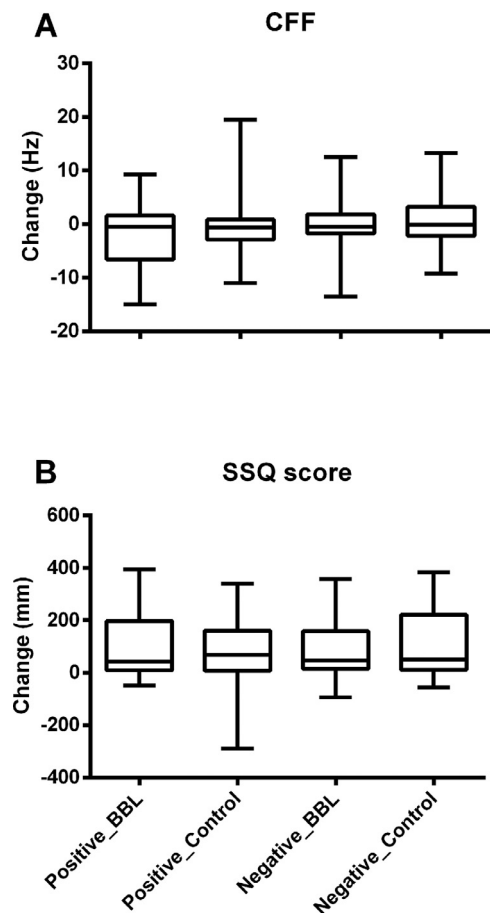 A
CFF
Change (Hz)
30
20
10
0
-10
-20
B
SSQ score
Change (mm)
600
400
200
0
-200
-400
Positive_BBL
Positive_Control
Negative_BBL
Negative_Control